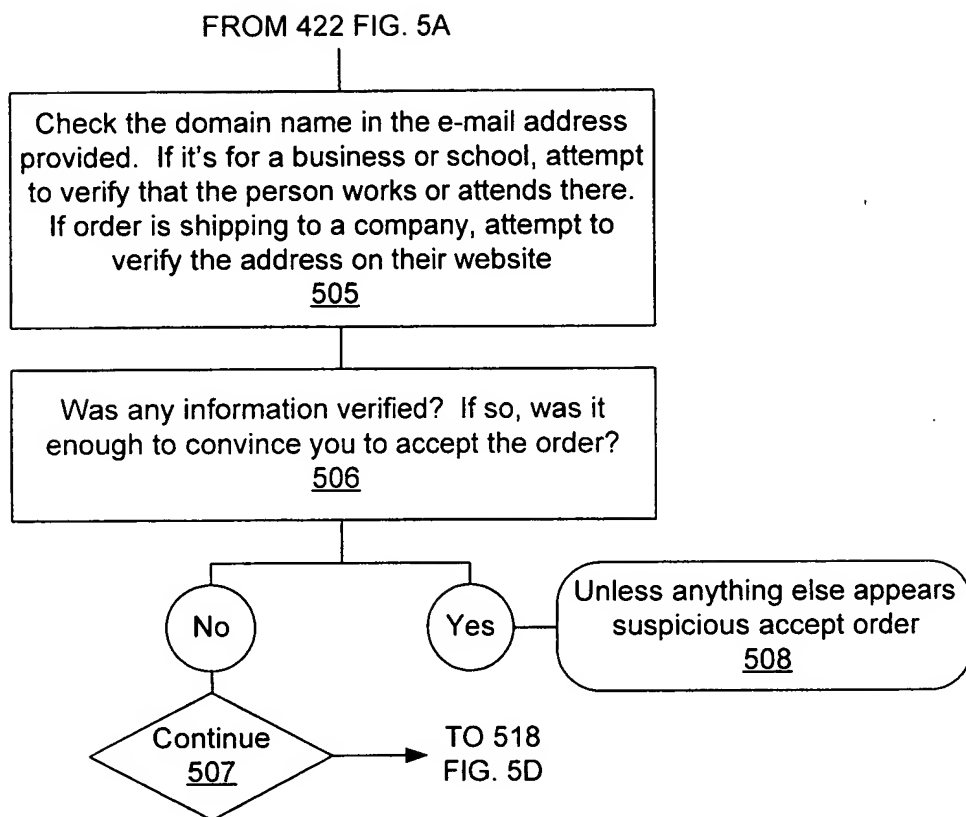 FROM 422 FIG. 5A
Check the domain name in the e-mail address
provided. If it's for a business or school, attempt
to verify that the person works or attends there.
If order is shipping to a company, attempt to
verify the address on their website
505
Was any information verified? If so, was it
enough to convince you to accept the order?
506
No
Yes
Unless anything else appears
suspicious accept order
508
Continue
507
TO 518
FIG. 5D